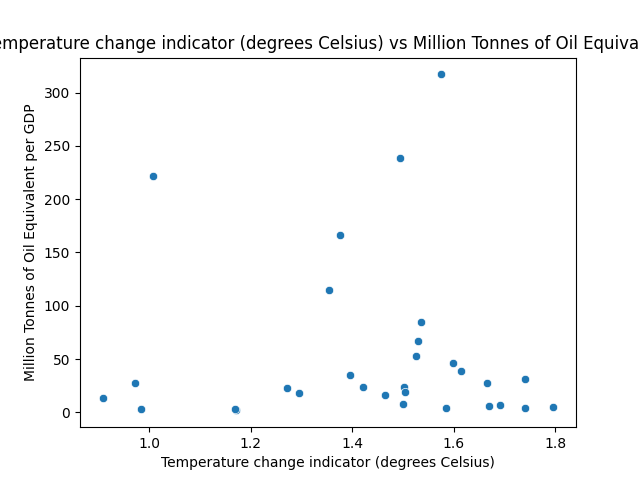 emperature change indicator (degrees Celsius) vs Million Tonnes of Oil Equiva
300
250
200
150
100
50
0
Million Tonnes of Oil Equivalent per GDP
1.0 1.2 1.4 1.6 1.8
Temperature change indicator (degrees Celsius)